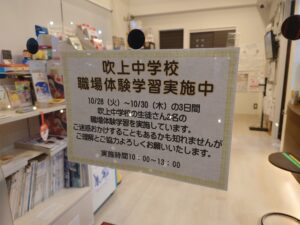 吹上中学校
職場体験学習実施中
10/28（火）～10/30（木）の3日間
吹上中学校の生徒さん2名の
職場体験学習を実施しています。
ご迷惑おかけすることもあるかも知れませんが
ご理解とご協力よろしくお願いいたします。
実施時間10：00～13：00